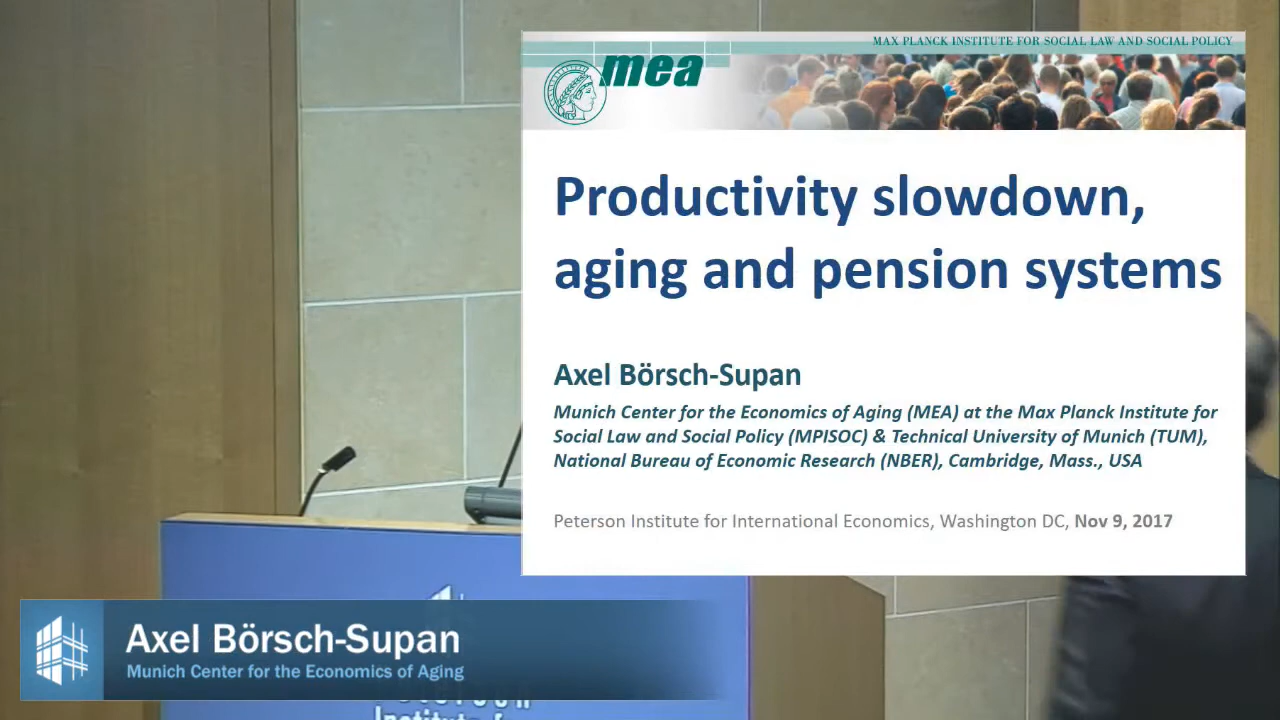 MAX PLANCK INSTITUTE FOR SOCIAL LAW AND SOCIAL POLICY
mea
Productivity slowdown,
aging and pension systems
Axel Börsch-Supan
Munich Center for the Economics of Aging (MEA) at the Max Planck Institute for
Social Law and Social Policy (MPISOC) & Technical University of Munich (TUM),
National Bureau of Economic Research (NBER), Cambridge, Mass., USA
Peterson Institute for International Economics, Washington DC, Nov 9, 2017
Axel Börsch-Supan
Munich Center for the Economics of Aging